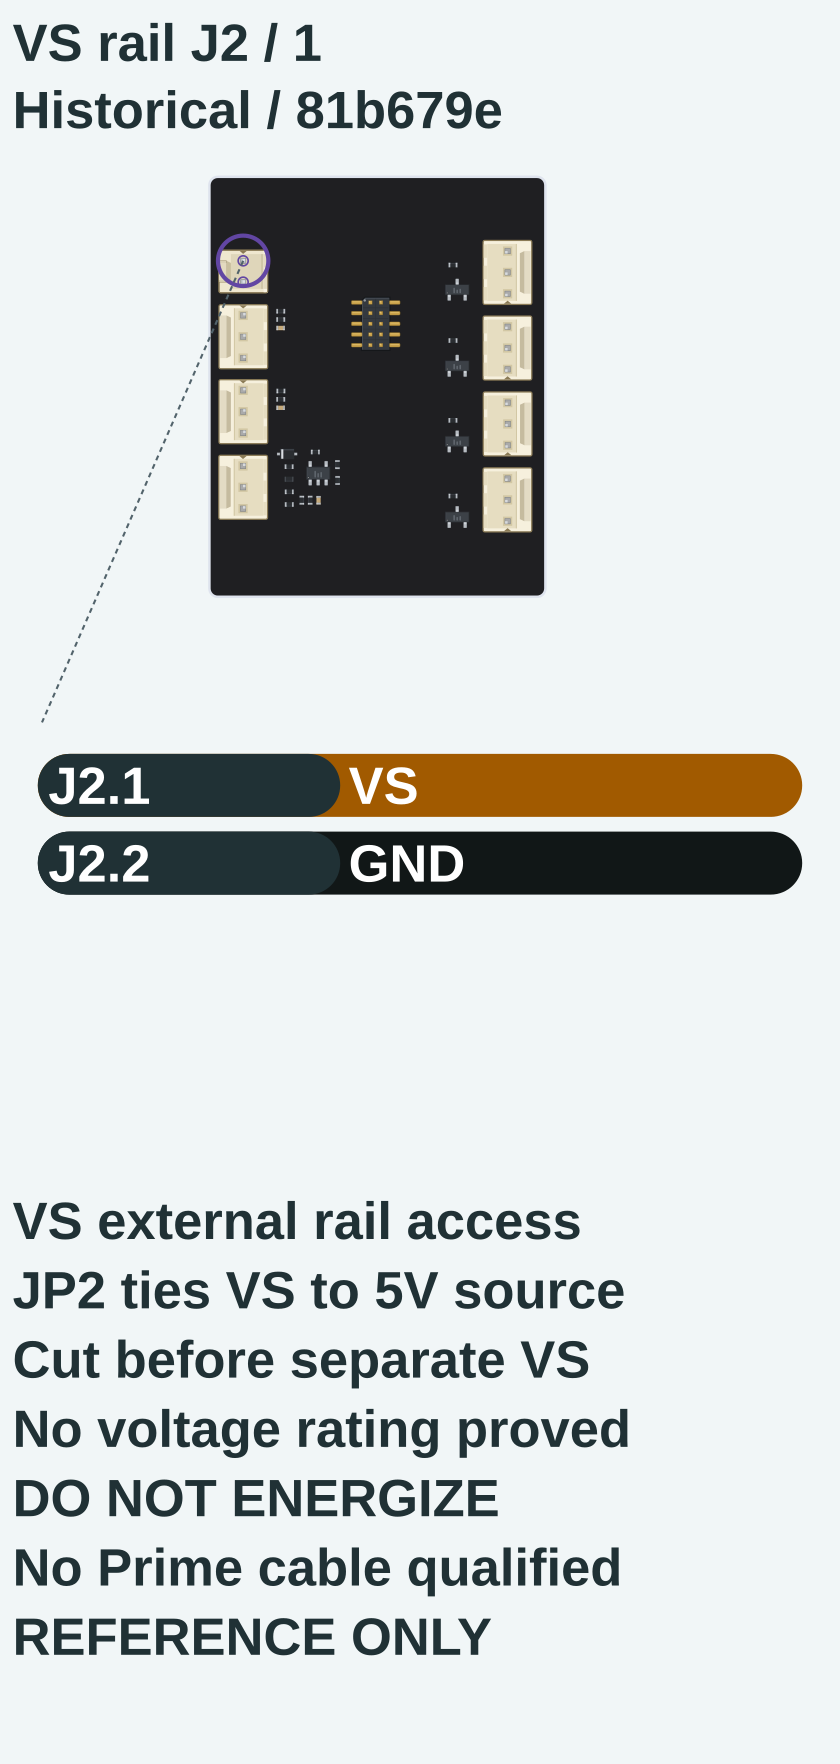 VS rail J2 / 1
Historical / 81b679e
J2.1 VS
J2.2 GND
VS external rail access
JP2 ties VS to 5V source
Cut before separate VS
No voltage rating proved
DO NOT ENERGIZE
No Prime cable qualified
REFERENCE ONLY